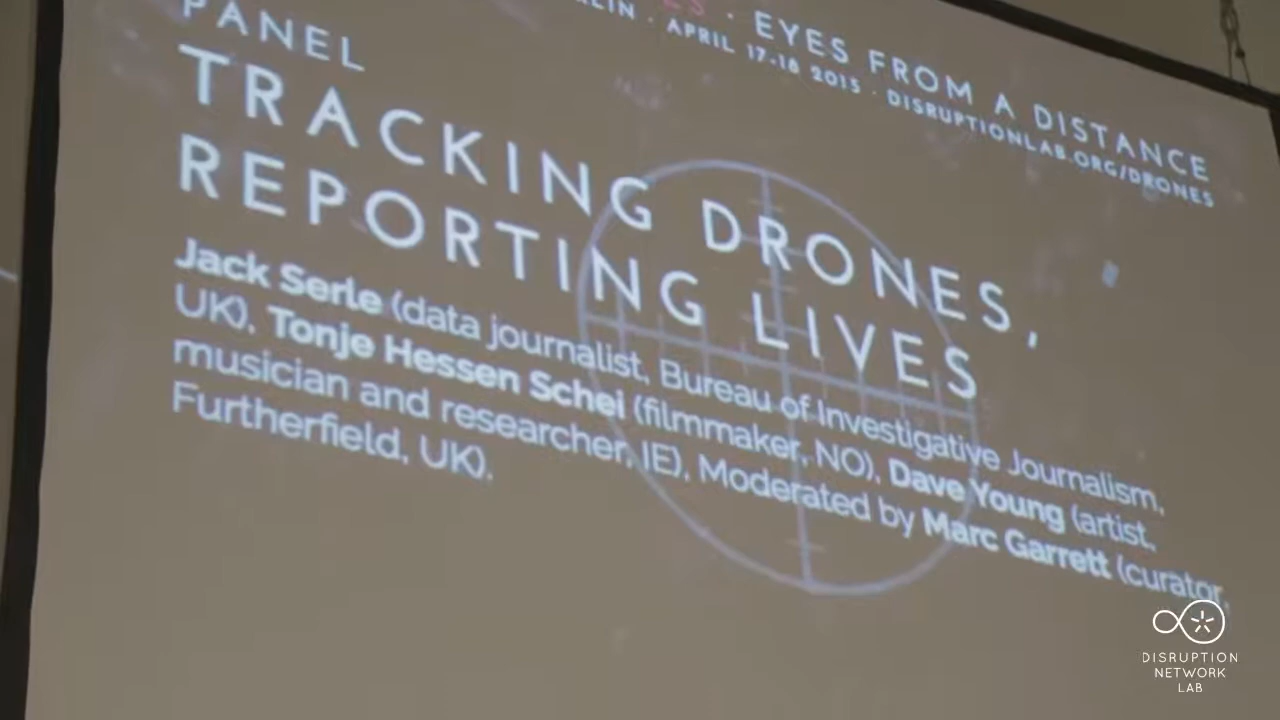 · EYES FROM A DISTANCE
APRIL 17-18 2015 · DISRUPTIONLAB.ORG/DRONES
PANEL
TRACKING DRONES,
REPORTING LIVES
Jack Serle (data journalist, Bureau of Investigative Journalism,
UK), Tonje Hessen Schei (filmmaker, NO), Dave Young (artist,
musician and researcher, IE), Moderated by Marc Garrett (curator,
Furtherfield, UK).
DISRUPTION
NETWORK
LAB